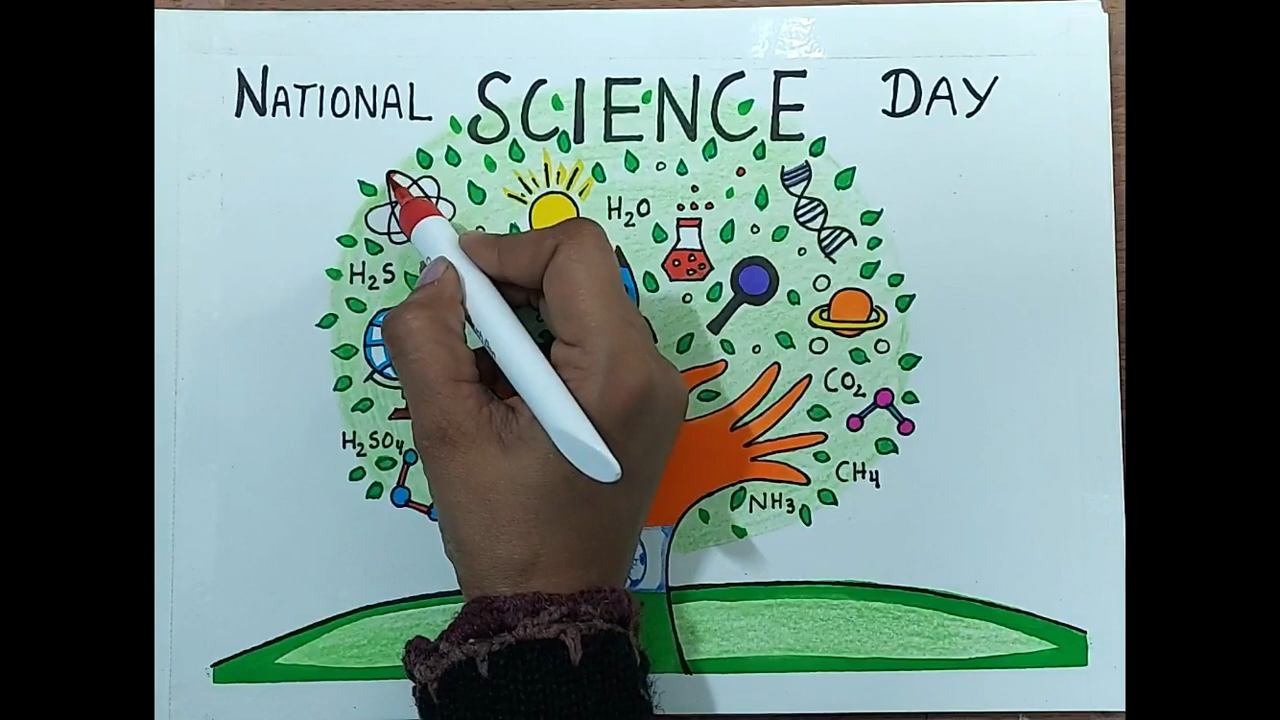 NATIONAL SCIENCE DAY
H₂O
H₂S
CO₂
H₂SO₄
CH₄
NH₃